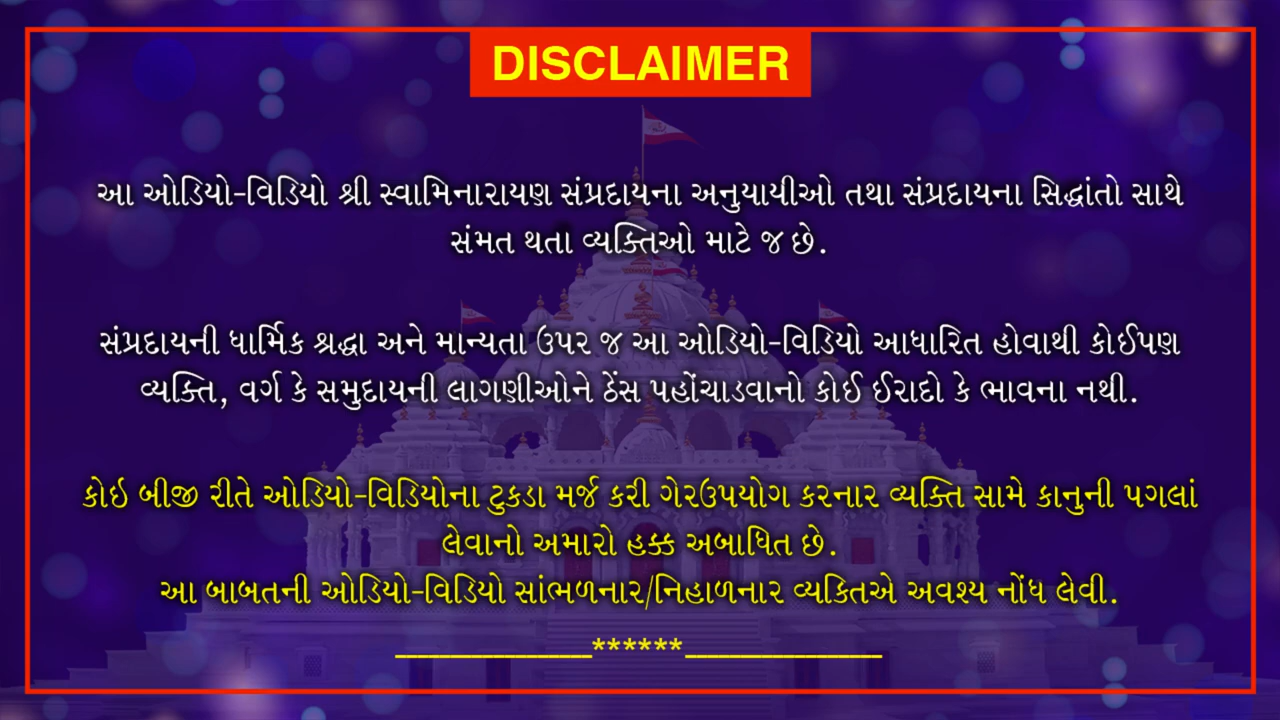 DISCLAIMER
આ ઓડિયો-વિડિયો શ્રી સ્વામિનારાયણ સંપ્રદાયના અનુયાયીઓ તથા સંપ્રદાયના સિદ્ધાંતો સાથે
સંમત થતા વ્યક્તિઓ માટે જ છે.
સંપ્રદાયની ધાર્મિક શ્રદ્ધા અને માન્યતા ઉપર જ આ ઓડિયો-વિડિયો આધારિત હોવાથી કોઈપણ
વ્યક્તિ, વર્ગ કે સમુદાયની લાગણીઓને ઠેંસ પહોંચાડવાનો કોઈ ઈરાદો કે ભાવના નથી.
કોઇ બીજી રીતે ઓડિયો-વિડિયોના ટુકડા મર્જ કરી ગેરઉપયોગ કરનાર વ્યક્તિ સામે કાનુની પગલાં
લેવાનો અમારો હક્ક અબાધિત છે.
આ બાબતની ઓડિયો-વિડિયો સાંભળનાર/નિહાળનાર વ્યકિતએ અવશ્ય નોંધ લેવી.
________________******________________